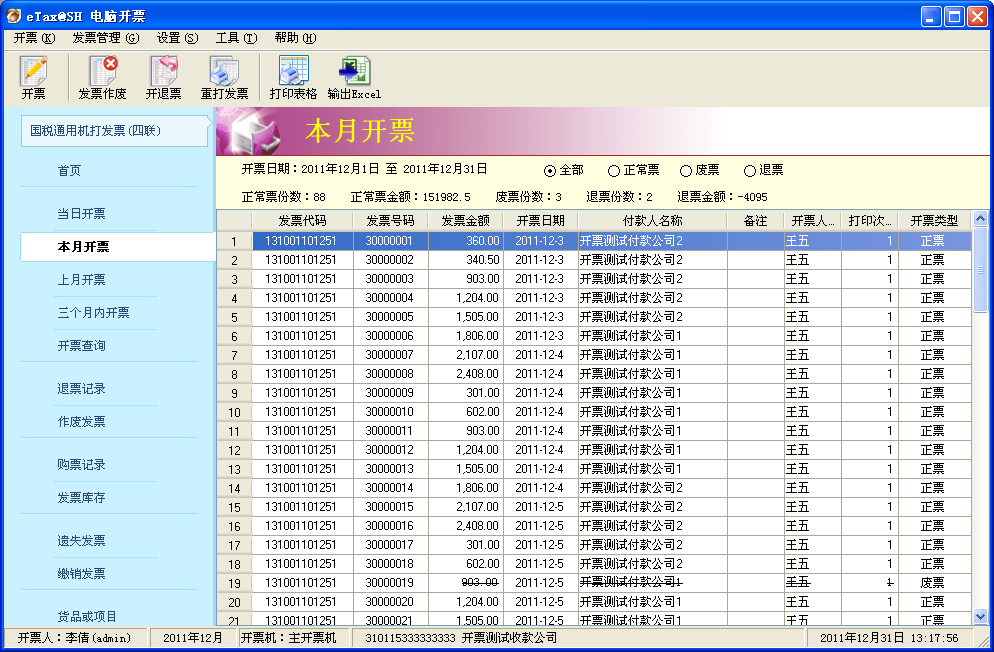 eTax@SH 电脑开票
开票(K) 发票管理(G) 设置(S) 工具(T) 帮助(H)
开票 发票作废 开退票 重打发票 打印表格 输出Excel
国税通用机打发票(四联)
首页
当日开票
本月开票
上月开票
三个月内开票
开票查询
退票记录
作废发票
购票记录
发票库存
遗失发票
缴销发票
货品或项目
本月开票
开票日期：2011年12月1日 至 2011年12月31日 全部 正常票 废票 退票
正常票份数：88 正常票金额：151982.5 废票份数：3 退票份数：2 退票金额：-4095
发票代码 发票号码 发票金额 开票日期 付款人名称 备注 开票人... 打印次... 开票类型
1 131001101251 30000001 360.00 2011-12-3 开票测试付款公司2 王五 1 正票
2 131001101251 30000002 340.50 2011-12-3 开票测试付款公司2 王五 1 正票
3 131001101251 30000003 903.00 2011-12-3 开票测试付款公司2 王五 1 正票
4 131001101251 30000004 1,204.00 2011-12-3 开票测试付款公司2 王五 1 正票
5 131001101251 30000005 1,505.00 2011-12-3 开票测试付款公司2 王五 1 正票
6 131001101251 30000006 1,806.00 2011-12-3 开票测试付款公司1 王五 1 正票
7 131001101251 30000007 2,107.00 2011-12-4 开票测试付款公司1 王五 1 正票
8 131001101251 30000008 2,408.00 2011-12-4 开票测试付款公司1 王五 1 正票
9 131001101251 30000009 301.00 2011-12-4 开票测试付款公司1 王五 1 正票
10 131001101251 30000010 602.00 2011-12-4 开票测试付款公司1 王五 1 正票
11 131001101251 30000011 903.00 2011-12-4 开票测试付款公司1 王五 1 正票
12 131001101251 30000012 1,204.00 2011-12-4 开票测试付款公司1 王五 1 正票
13 131001101251 30000013 1,505.00 2011-12-4 开票测试付款公司1 王五 1 正票
14 131001101251 30000014 1,806.00 2011-12-4 开票测试付款公司2 王五 1 正票
15 131001101251 30000015 2,107.00 2011-12-5 开票测试付款公司2 王五 1 正票
16 131001101251 30000016 2,408.00 2011-12-5 开票测试付款公司2 王五 1 正票
17 131001101251 30000017 301.00 2011-12-5 开票测试付款公司2 王五 1 正票
18 131001101251 30000018 602.00 2011-12-5 开票测试付款公司2 王五 1 正票
19 131001101251 30000019 903.00 2011-12-5 开票测试付款公司1 王五 1 废票
20 131001101251 30000020 1,204.00 2011-12-5 开票测试付款公司1 王五 1 正票
21 131001101251 30000021 1,505.00 2011-12-5 开票测试付款公司1 王五 1 正票
开票人：李倩(admin) 2011年12月 开票机：主开票机 310115333333333 开票测试收款公司 2011年12月31日 13:17:56